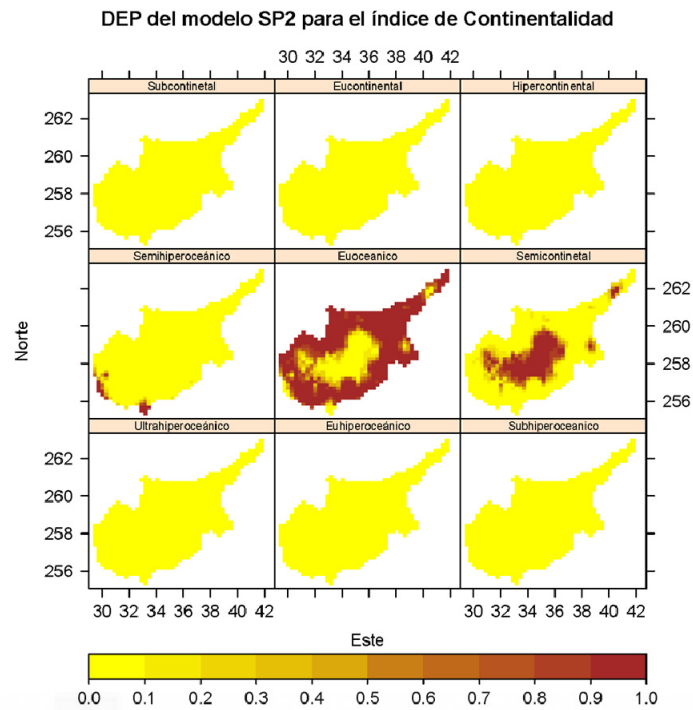 DEP del modelo SP2 para el índice de Continentalidad
30 32 34 36 38 40 42
Subcontinetal Eucontinental Hipercontinental
262
260
258
256
Semihiperoceánico Euoceanico Semicontinetal
262
260
258
256
Norte
Ultrahiperoceánico Euhiperoceánico Subhiperoceanico
262
260
258
256
30 32 34 36 38 40 42 30 32 34 36 38 40 42
Este
0.0 0.1 0.2 0.3 0.4 0.5 0.6 0.7 0.8 0.9 1.0